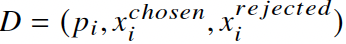 D = (p_i, x_i^{chosen}, x_i^{rejected})